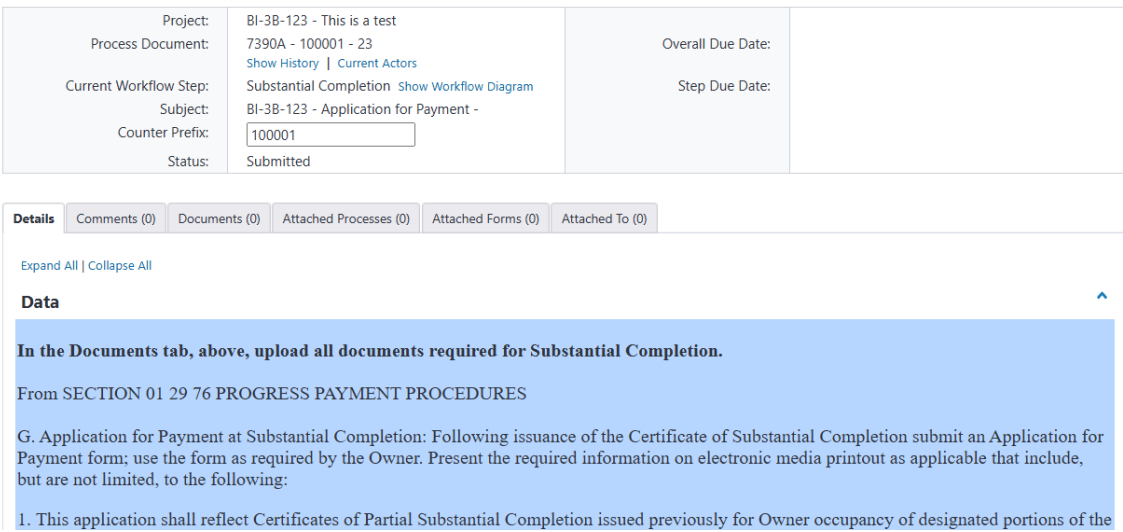 Project: BI-3B-123 - This is a test
Process Document: 7390A - 100001 - 23 Overall Due Date:
Show History | Current Actors
Current Workflow Step: Substantial Completion Show Workflow Diagram Step Due Date:
Subject: BI-3B-123 - Application for Payment -
Counter Prefix: 100001
Status: Submitted
Details Comments (0) Documents (0) Attached Processes (0) Attached Forms (0) Attached To (0)
Expand All | Collapse All
Data
In the Documents tab, above, upload all documents required for Substantial Completion.
From SECTION 01 29 76 PROGRESS PAYMENT PROCEDURES
G. Application for Payment at Substantial Completion: Following issuance of the Certificate of Substantial Completion submit an Application for
Payment form; use the form as required by the Owner. Present the required information on electronic media printout as applicable that include,
but are not limited, to the following:
1. This application shall reflect Certificates of Partial Substantial Completion issued previously for Owner occupancy of designated portions of the